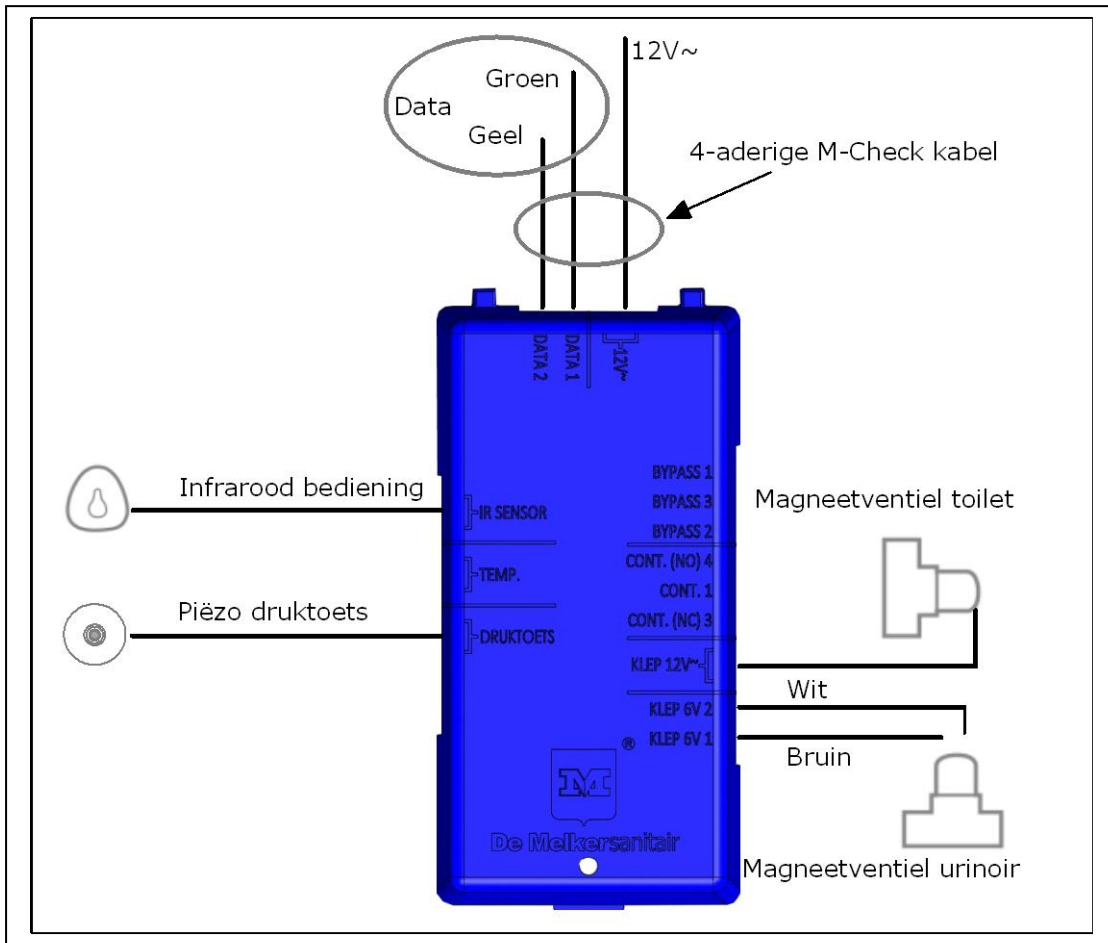 12V~
Groen
Data
Geel
4-aderige M-Check kabel
DATA 2
DATA 1
12V~
BYPASS 1
Infrarood bediening
BYPASS 3
Magneetventiel toilet
IR SENSOR
BYPASS 2
CONT. (NO) 4
TEMP.
CONT. 1
Piëzo druktoets
CONT. (NC) 3
DRUKTOETS
KLEP 12V~
Wit
KLEP 6V 2
KLEP 6V 1
Bruin
®
M
De Melkersanitair
Magneetventiel urinoir